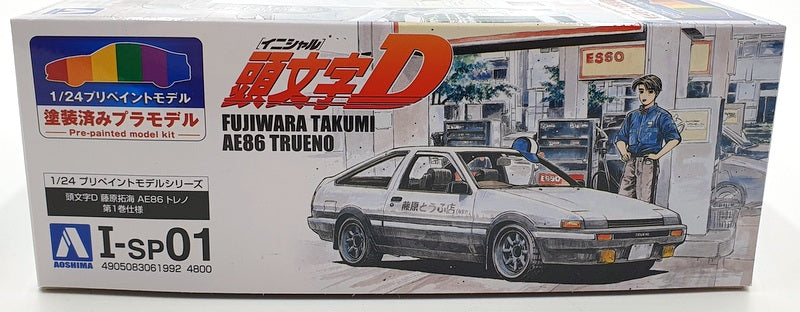 1/24プリペイントモデル
塗装済みプラモデル
Pre-painted model kit
[イニシャル]
頭文字D
FUJIWARA TAKUMI
AE86 TRUENO
1/24 プリペイントモデルシリーズ
頭文字D 藤原拓海 AE86 トレノ
第1巻仕様
AOSHIMA
I-SP01
4905083061992 4800
ESSO
ESSO
藤原とうふ店(自家用)